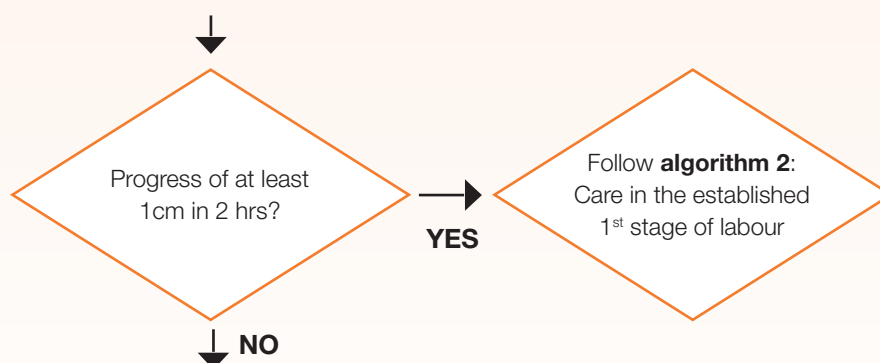 Progress of at least
1cm in 2 hrs?
YES
Follow algorithm 2:
Care in the established
1st stage of labour
NO